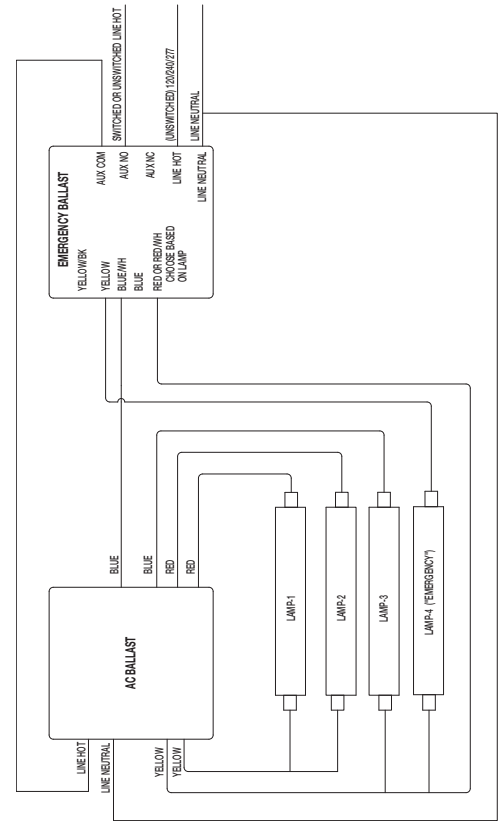 EMERGENCY BALLAST
YELLOW/BK
YELLOW
BLUE/WH
BLUE
RED OR RED/WH
CHOOSE BASED
ON LAMP
AUX COM
AUX NO
AUX NC
LINE HOT
LINE NEUTRAL
SWITCHED OR UNSWITCHED LINE HOT
(UNSWITCHED) 120/240/277
LINE NEUTRAL
AC BALLAST
LINE HOT
LINE NEUTRAL
YELLOW
YELLOW
BLUE
BLUE
RED
RED
LAMP-1
LAMP-2
LAMP-3
LAMP-4 ("EMERGENCY")